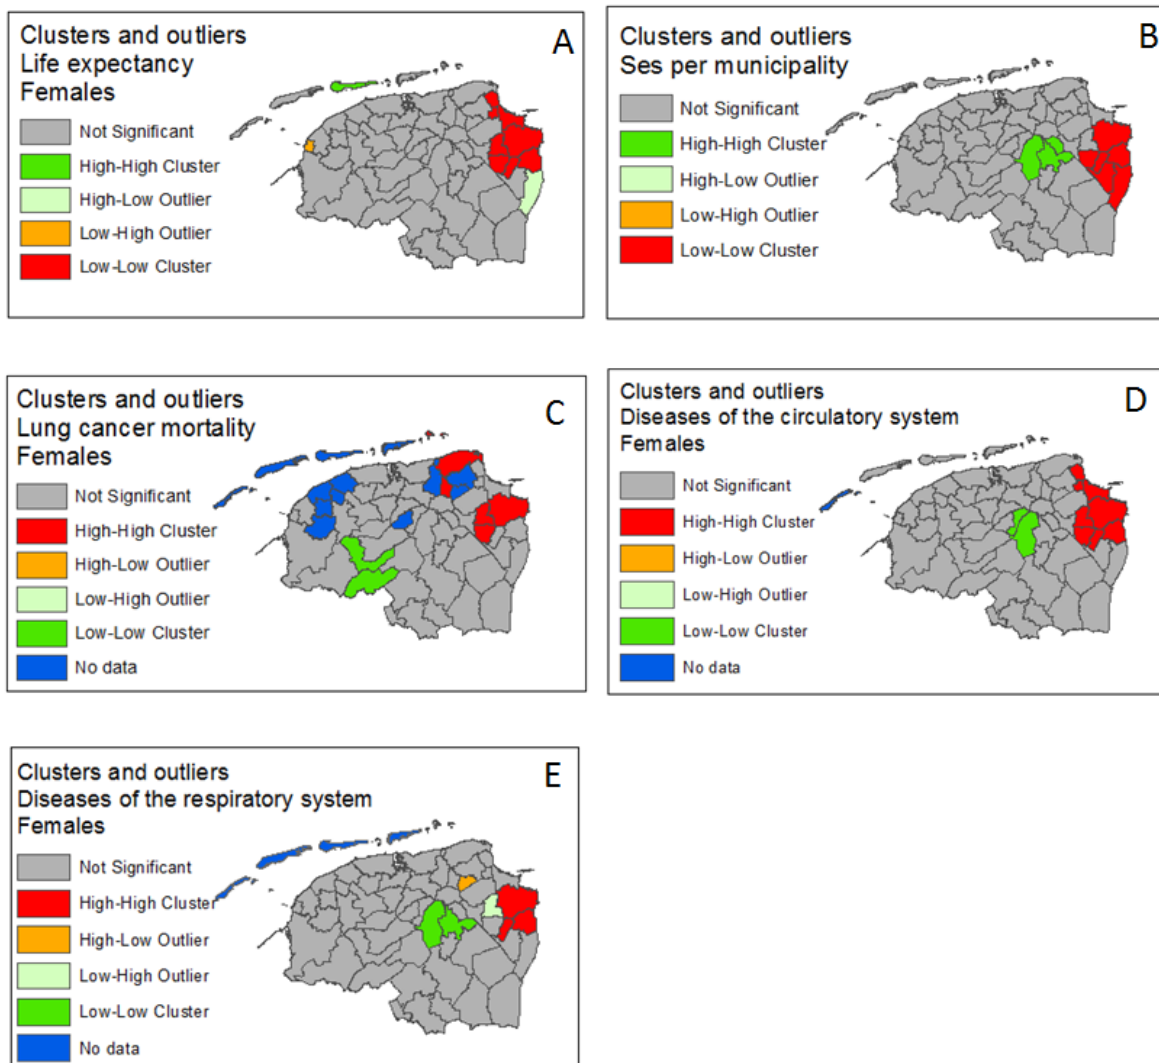 Clusters and outliers
Life expectancy
Females
A
Not Significant
High-High Cluster
High-Low Outlier
Low-High Outlier
Low-Low Cluster
Clusters and outliers
Ses per municipality
B
Not Significant
High-High Cluster
High-Low Outlier
Low-High Outlier
Low-Low Cluster
Clusters and outliers
Lung cancer mortality
Females
C
Not Significant
High-High Cluster
High-Low Outlier
Low-High Outlier
Low-Low Cluster
No data
Clusters and outliers
Diseases of the circulatory system
Females
D
Not Significant
High-High Cluster
High-Low Outlier
Low-High Outlier
Low-Low Cluster
No data
Clusters and outliers
Diseases of the respiratory system
Females
E
Not Significant
High-High Cluster
High-Low Outlier
Low-High Outlier
Low-Low Cluster
No data